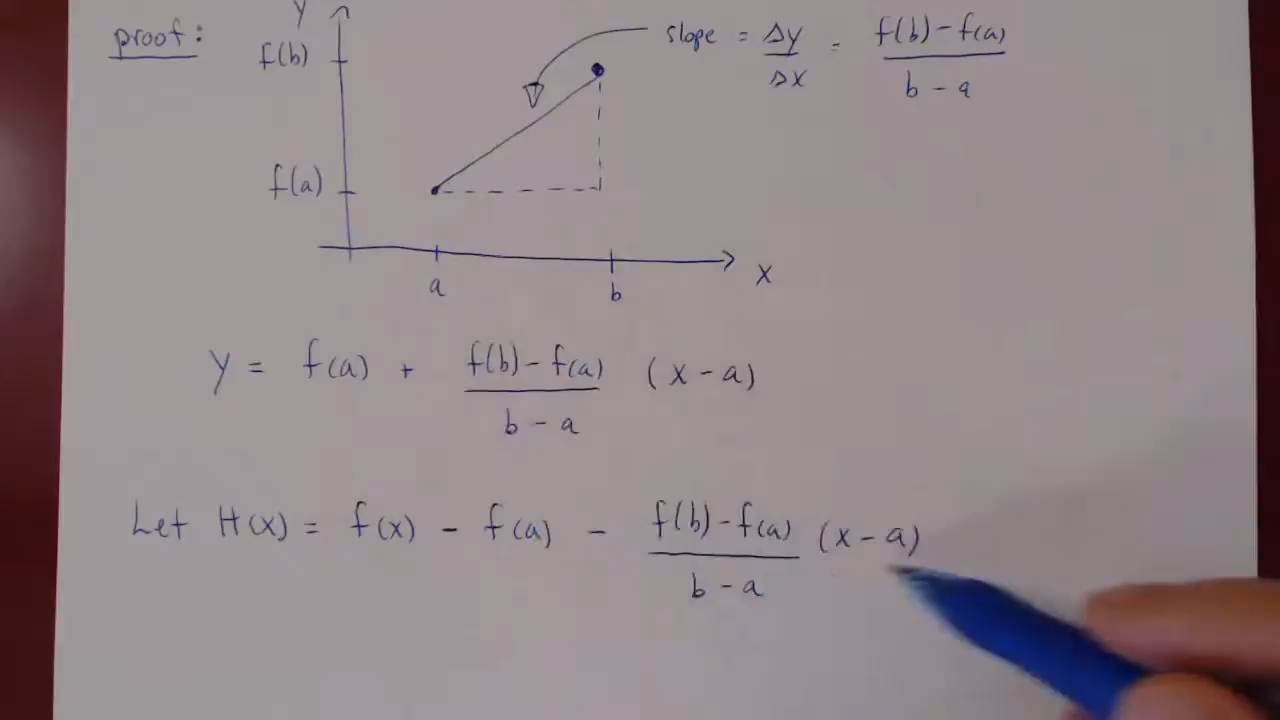 proof:
y
f(b)
f(a)
a
b
x
slope = Δy/Δx = f(b) - f(a) / b - a
y = f(a) + f(b) - f(a) / b - a (x - a)
Let H(x) = f(x) - f(a) - f(b) - f(a) / b - a (x - a)